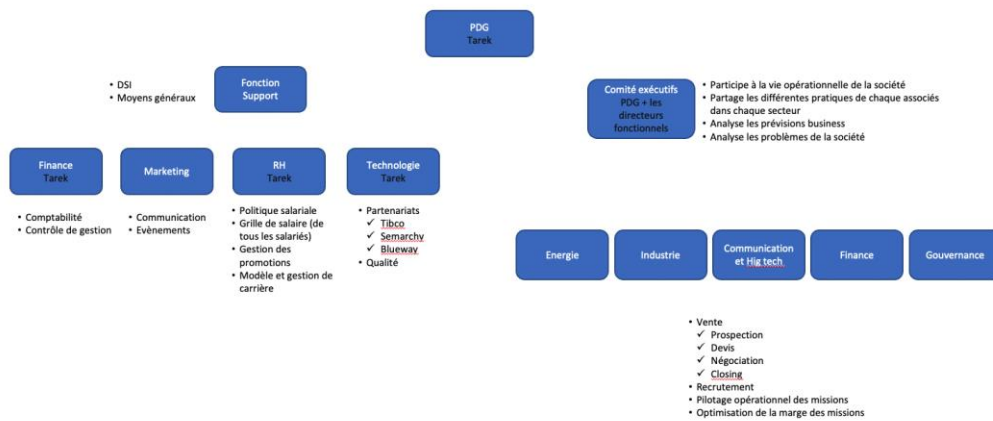 PDG
Tarek
• DSI
• Moyens généraux
Fonction
Support
Comité exécutifs
PDG + les
directeurs
fonctionnels
• Participe à la vie opérationnelle de la société
• Partage les différentes pratiques de chaque associés
dans chaque secteur
• Analyse les prévisions business
• Analyse les problèmes de la société
Finance
Tarek
Marketing
RH
Tarek
Technologie
Tarek
• Comptabilité
• Contrôle de gestion
• Communication
• Evènements
• Politique salariale
• Grille de salaire (de
tous les salariés)
• Gestion des
promotions
• Modèle et gestion de
carrière
• Partenariats
✓ Tibco
✓ Semarchy
✓ Blueway
• Qualité
Energie
Industrie
Communication
et Hig tech
Finance
Gouvernance
• Vente
✓ Prospection
✓ Devis
✓ Négociation
✓ Closing
• Recrutement
• Pilotage opérationnel des missions
• Optimisation de la marge des missions